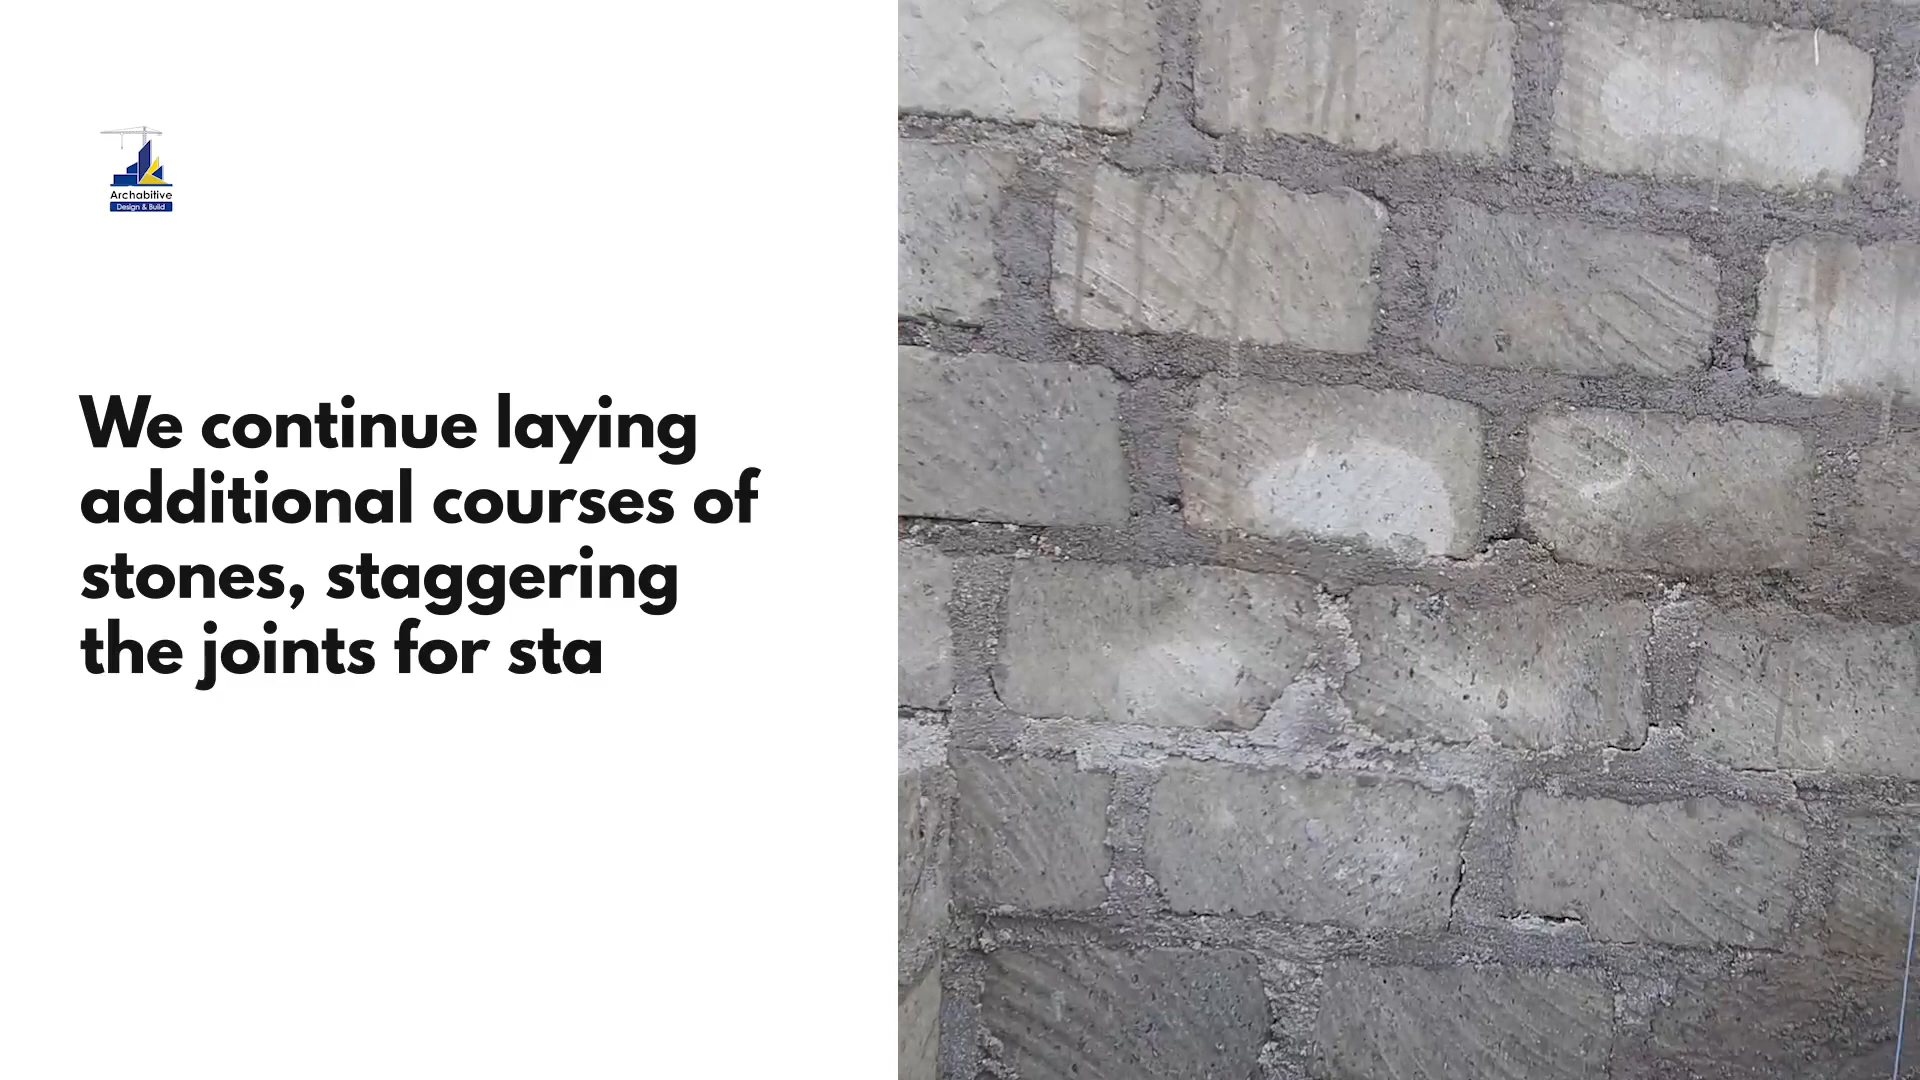 Archabitive
Design & Build
We continue laying
additional courses of
stones, staggering
the joints for sta